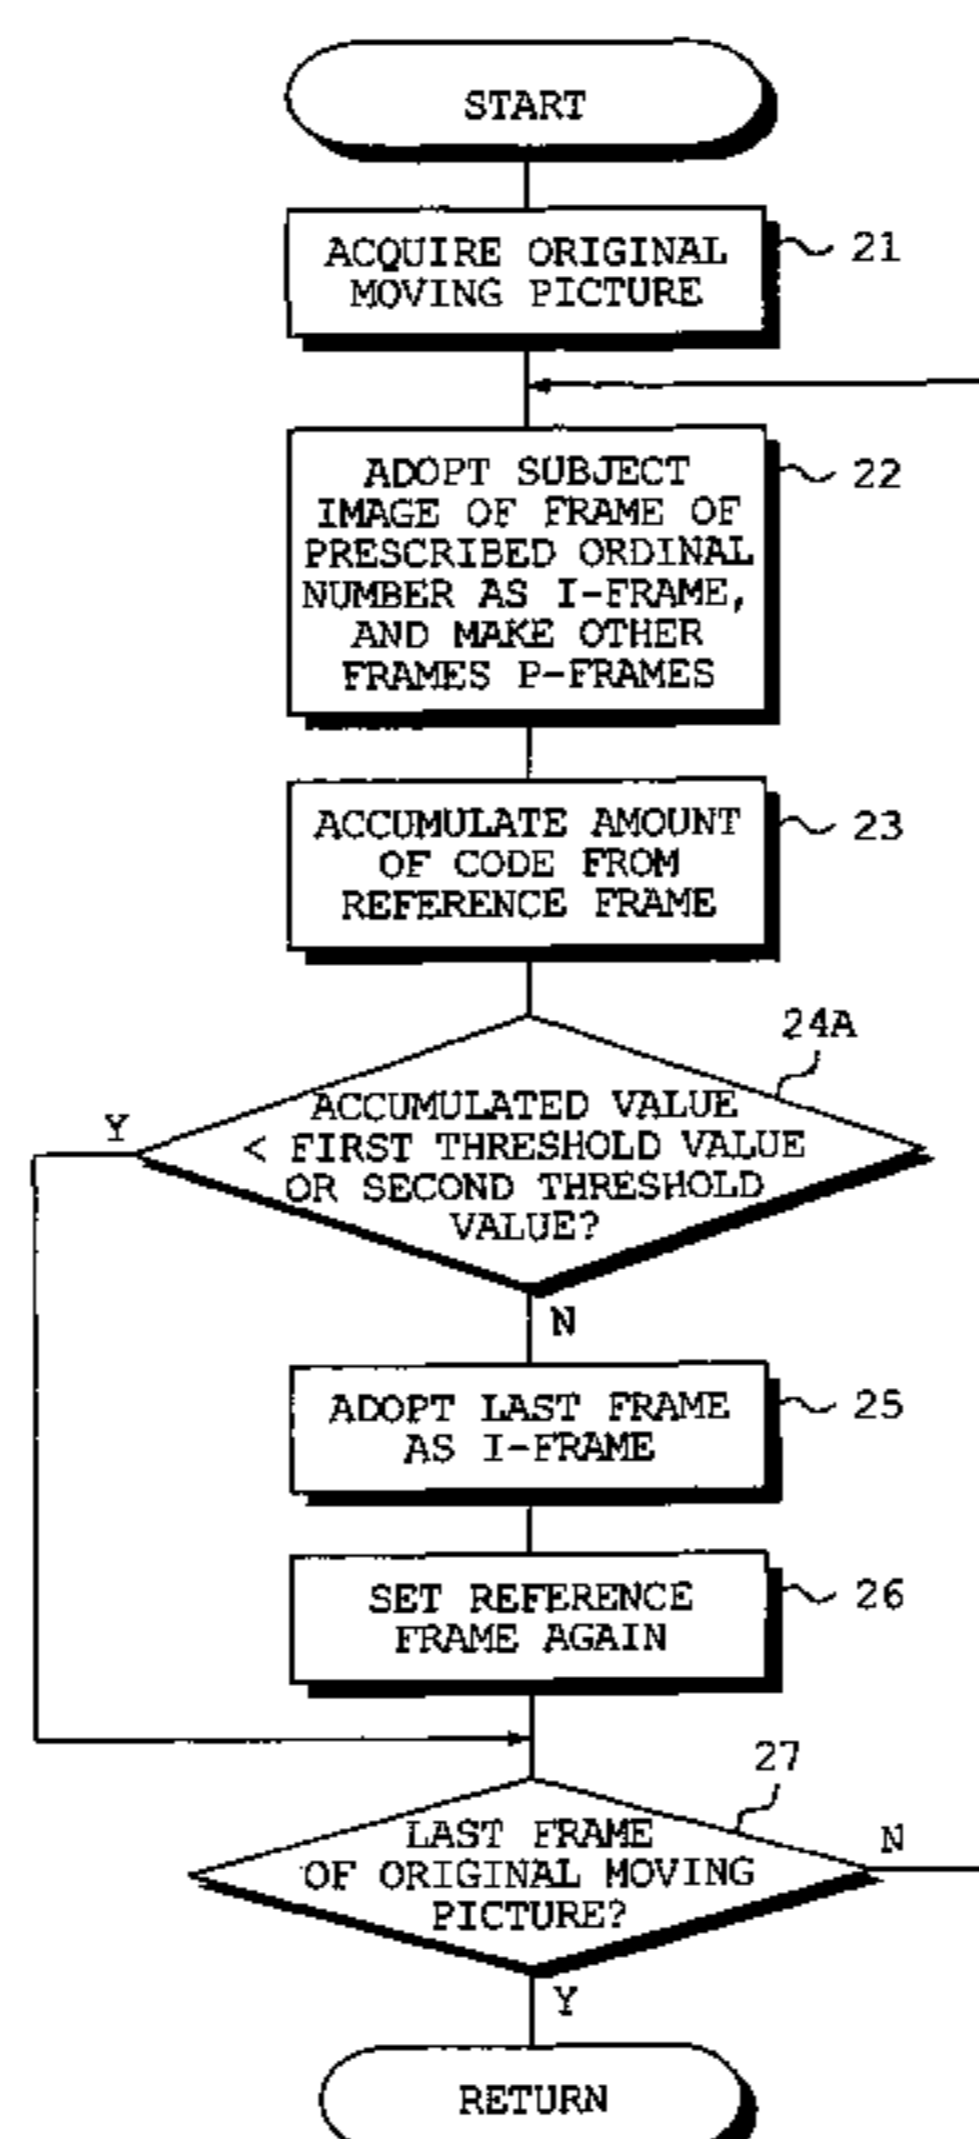 START
ACQUIRE ORIGINAL
MOVING PICTURE
21
ADOPT SUBJECT
IMAGE OF FRAME OF
PRESCRIBED ORDINAL
NUMBER AS I-FRAME,
AND MAKE OTHER
FRAMES P-FRAMES
22
ACCUMULATE AMOUNT
OF CODE FROM
REFERENCE FRAME
23
24A
ACCUMULATED VALUE
< FIRST THRESHOLD VALUE
OR SECOND THRESHOLD
VALUE?
Y
N
ADOPT LAST FRAME
AS I-FRAME
25
SET REFERENCE
FRAME AGAIN
26
27
LAST FRAME
OF ORIGINAL MOVING
PICTURE?
N
Y
RETURN